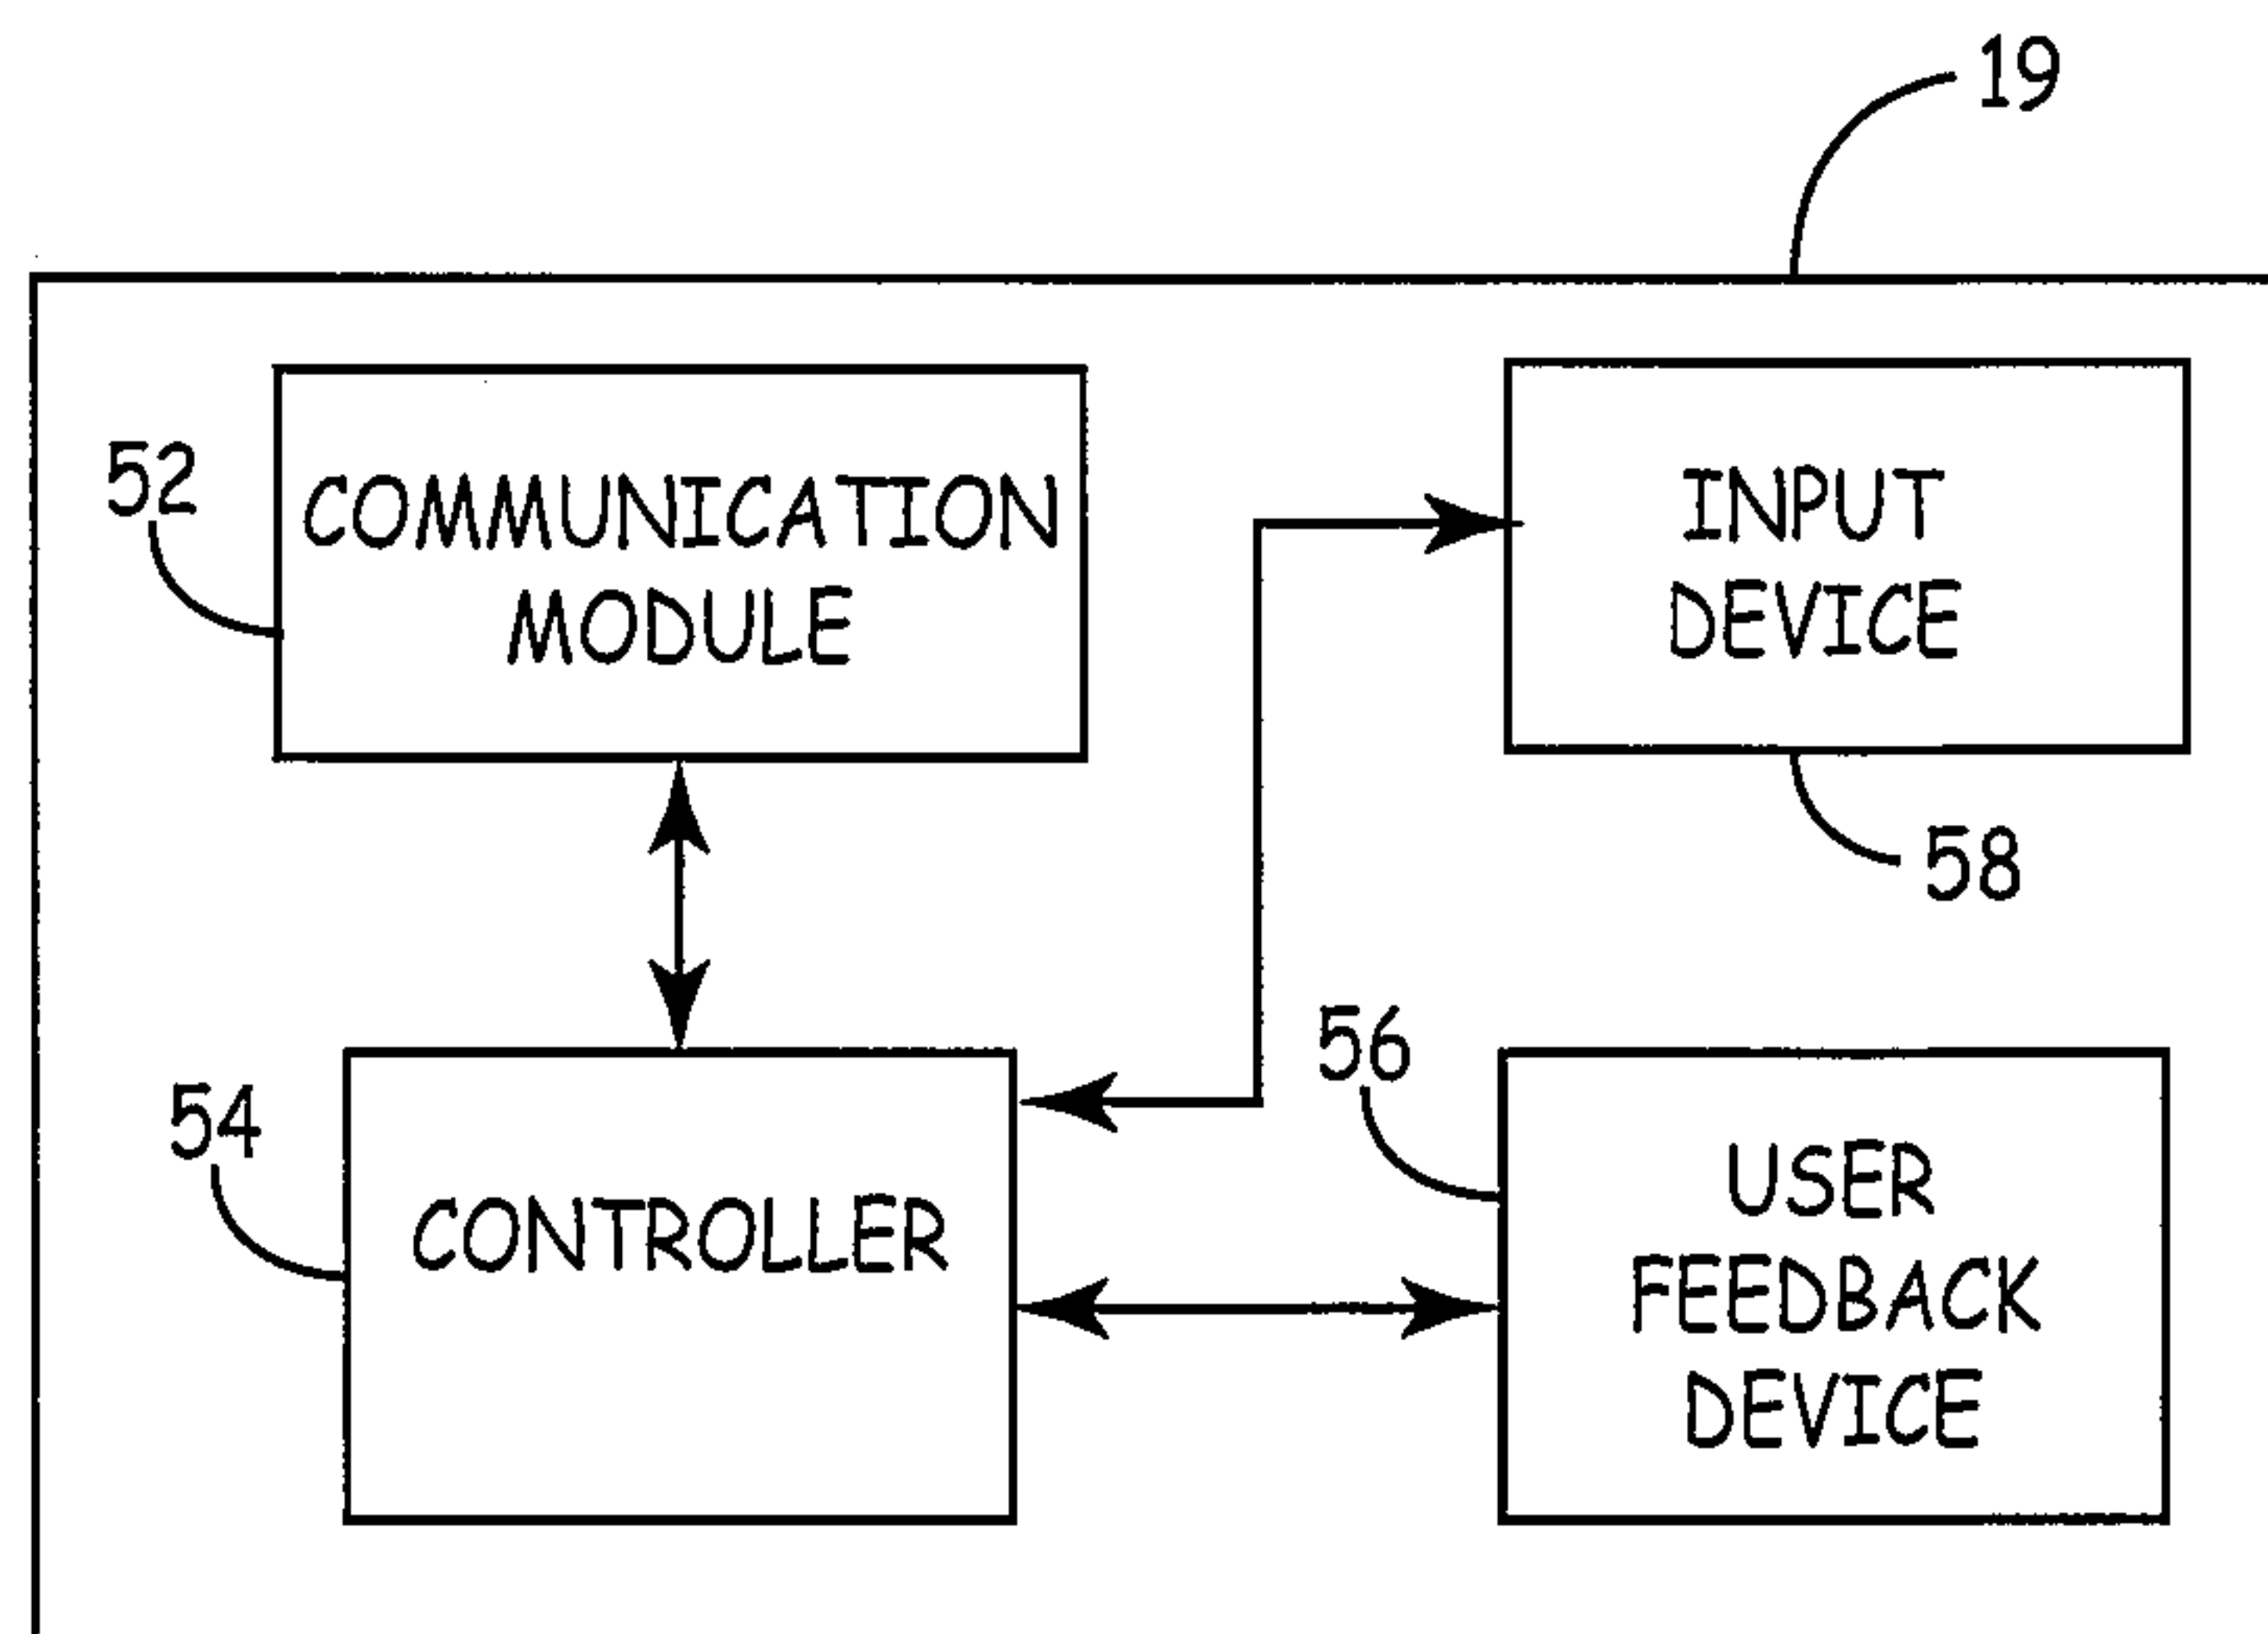 19
52
COMMUNICATION
MODULE
INPUT
DEVICE
58
54
CONTROLLER
56
USER
FEEDBACK
DEVICE